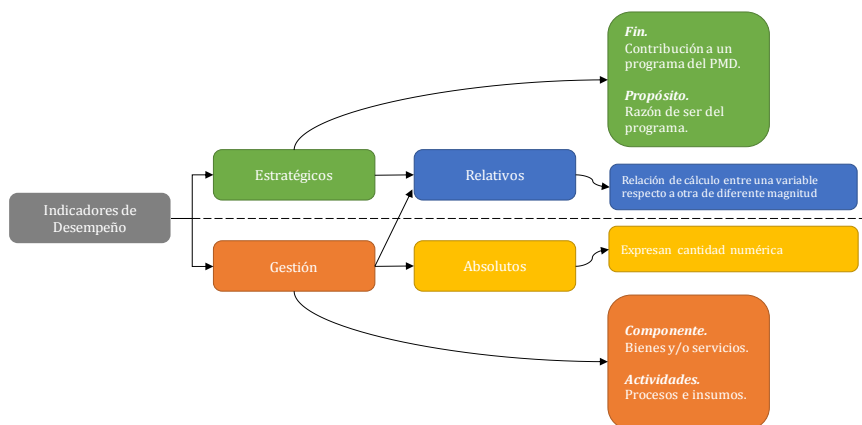 Fin.
Contribución a un
programa del PMD.
Propósito.
Razón de ser del
programa.
Estratégicos
Relativos
Relación de cálculo entre una variable
respecto a otra de diferente magnitud
Indicadores de
Desempeño
Gestión
Absolutos
Expresan cantidad numérica
Componente.
Bienes y/o servicios.
Actividades.
Procesos e insumos.